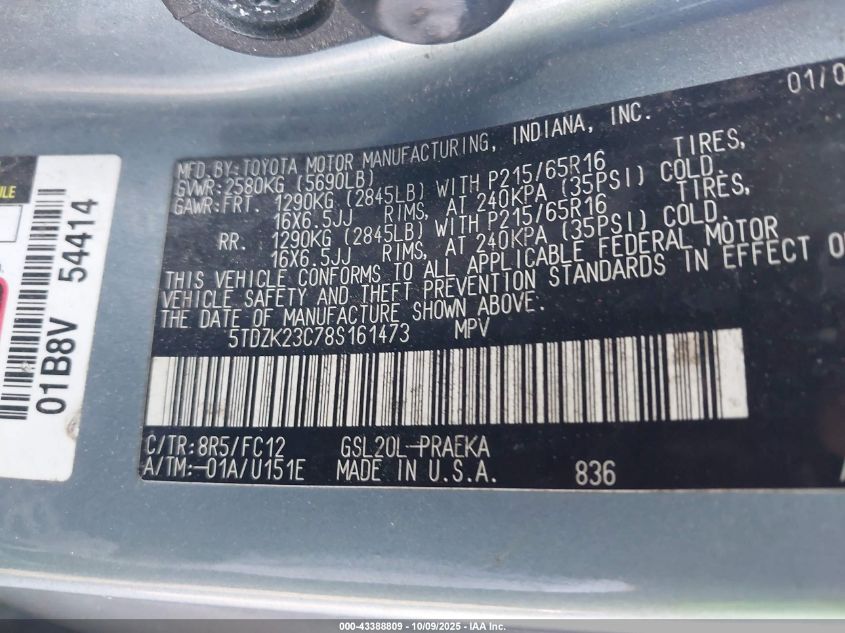 01/0
MFD.BY:TOYOTA MOTOR MANUFACTURING, INDIANA, INC.
GVWR:2580KG (5690LB)
GAWR:FRT. 1290KG (2845LB) WITH P215/65R16 TIRES,
16X6.5JJ RIMS, AT 240KPA (35PSI) COLD.
RR. 1290KG (2845LB) WITH P215/65R16 TIRES,
16X6.5JJ RIMS, AT 240KPA (35PSI) COLD.
THIS VEHICLE CONFORMS TO ALL APPLICABLE FEDERAL MOTOR
VEHICLE SAFETY AND THEFT PREVENTION STANDARDS IN EFFECT O
THE DATE OF MANUFACTURE SHOWN ABOVE.
5TDZK23C78S161473 MPV
C/TR:8R5/FC12 GSL20L-PRAEKA
A/TM:-01A/U151E MADE IN U.S.A. 836
01B8V 54414
000-43388809 • 10/09/2025 - IAA Inc.